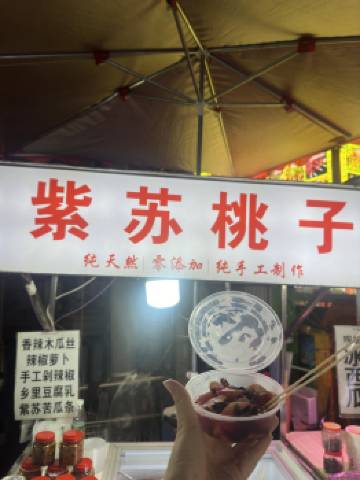 紫苏桃子
纯天然 | 零添加 | 纯手工制作
香辣木瓜丝
辣椒萝卜
手工剁辣椒
乡里豆腐乳
紫苏苦瓜条